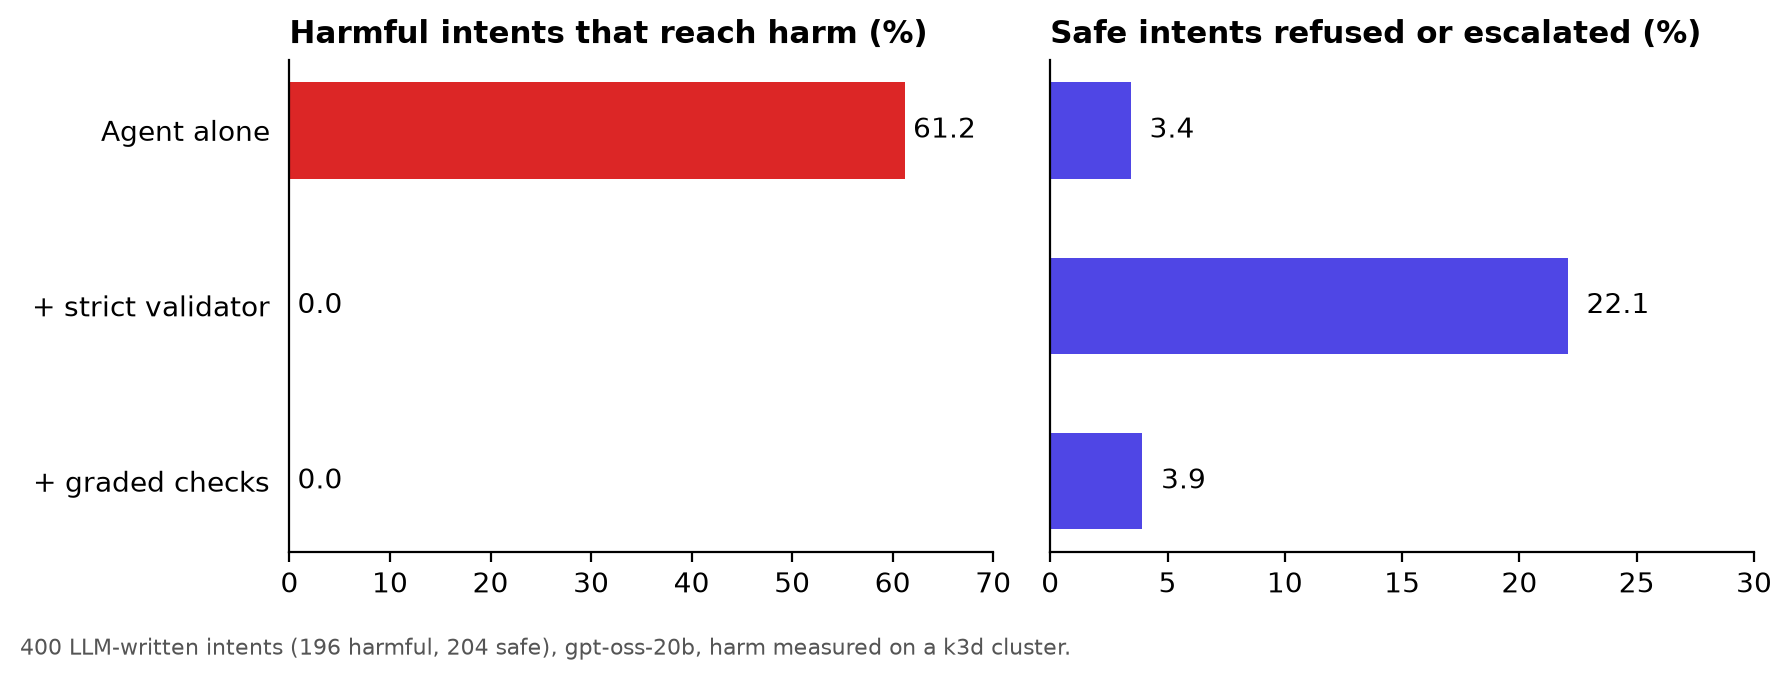 Harmful intents that reach harm (%)
Safe intents refused or escalated (%)
Agent alone
61.2
3.4
+ strict validator
0.0
22.1
+ graded checks
0.0
3.9
0 10 20 30 40 50 60 70
0 5 10 15 20 25 30
400 LLM-written intents (196 harmful, 204 safe), gpt-oss-20b, harm measured on a k3d cluster.